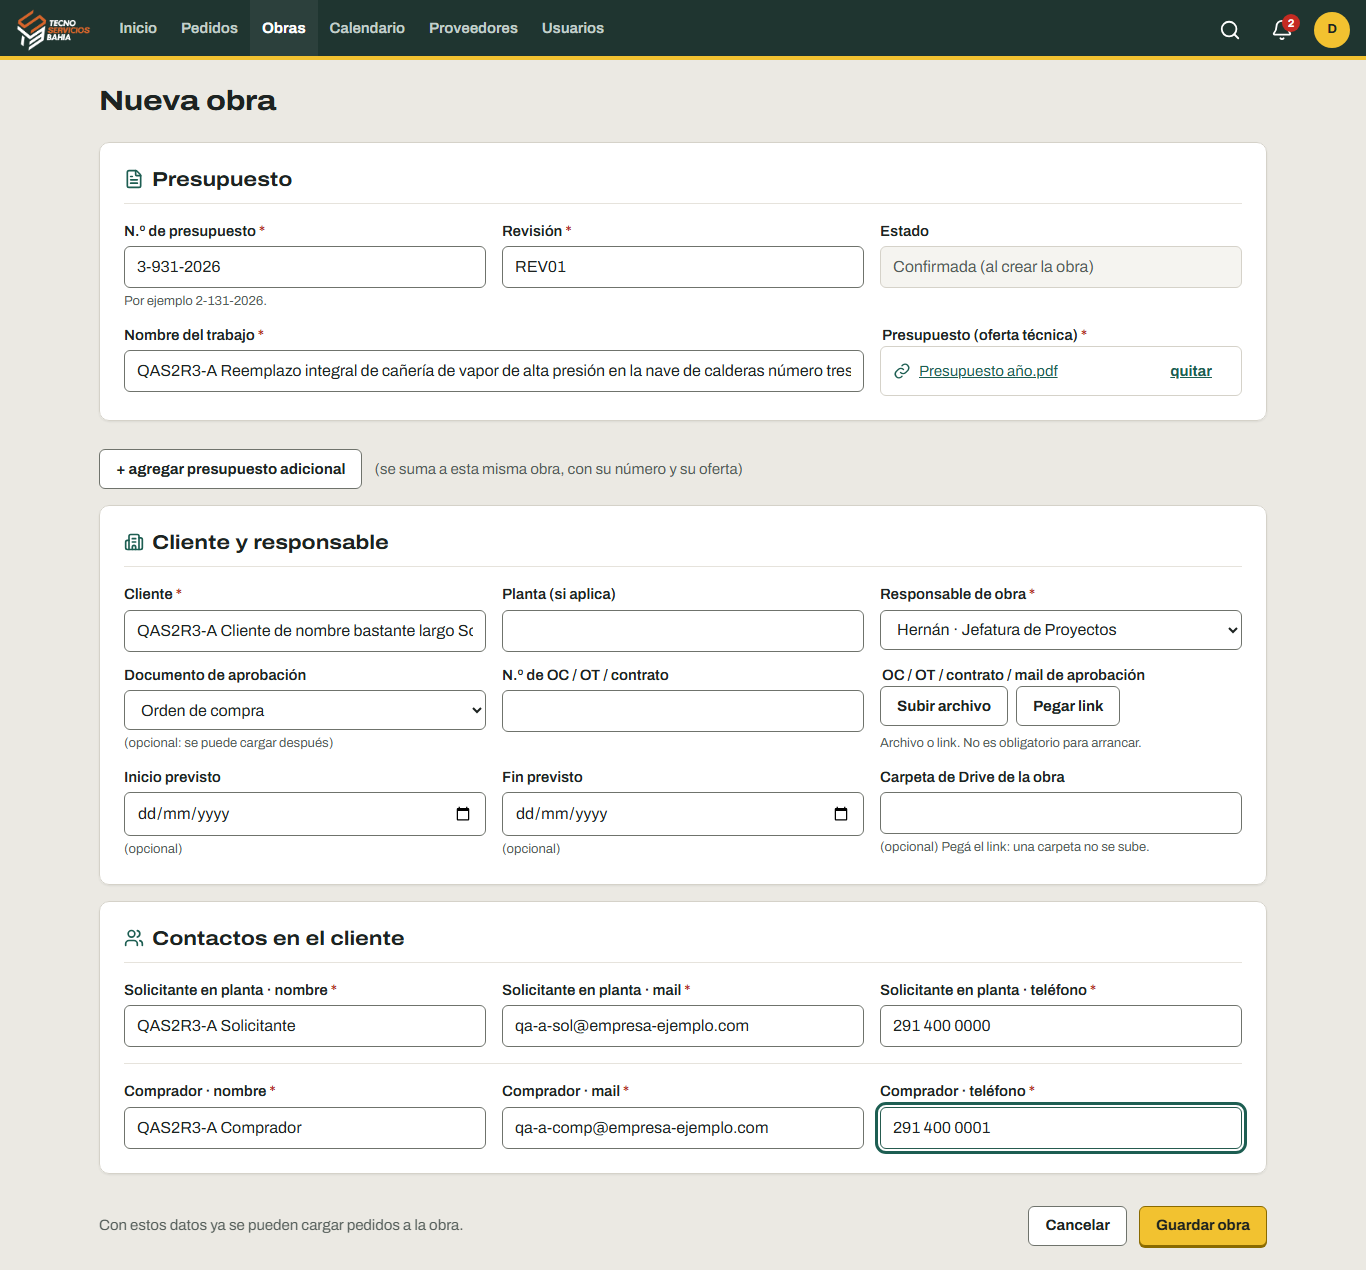 TECNO
SERVICIOS
BAHIA
Inicio
Pedidos
Obras
Calendario
Proveedores
Usuarios
2
D
Nueva obra
Presupuesto
N.º de presupuesto *
Revisión *
Estado
3-931-2026
REV01
Confirmada (al crear la obra)
Por ejemplo 2-131-2026.
Nombre del trabajo *
Presupuesto (oferta técnica) *
QAS2R3-A Reemplazo integral de cañería de vapor de alta presión en la nave de calderas número tres
Presupuesto año.pdf
quitar
+ agregar presupuesto adicional
(se suma a esta misma obra, con su número y su oferta)
Cliente y responsable
Cliente *
Planta (si aplica)
Responsable de obra *
QAS2R3-A Cliente de nombre bastante largo Sc
Hernán · Jefatura de Proyectos
Documento de aprobación
N.º de OC / OT / contrato
OC / OT / contrato / mail de aprobación
Orden de compra
Subir archivo
Pegar link
(opcional: se puede cargar después)
Archivo o link. No es obligatorio para arrancar.
Inicio previsto
Fin previsto
Carpeta de Drive de la obra
dd/mm/yyyy
dd/mm/yyyy
(opcional)
(opcional)
(opcional) Pegá el link: una carpeta no se sube.
Contactos en el cliente
Solicitante en planta · nombre *
Solicitante en planta · mail *
Solicitante en planta · teléfono *
QAS2R3-A Solicitante
qa-a-sol@empresa-ejemplo.com
291 400 0000
Comprador · nombre *
Comprador · mail *
Comprador · teléfono *
QAS2R3-A Comprador
qa-a-comp@empresa-ejemplo.com
291 400 0001
Con estos datos ya se pueden cargar pedidos a la obra.
Cancelar
Guardar obra